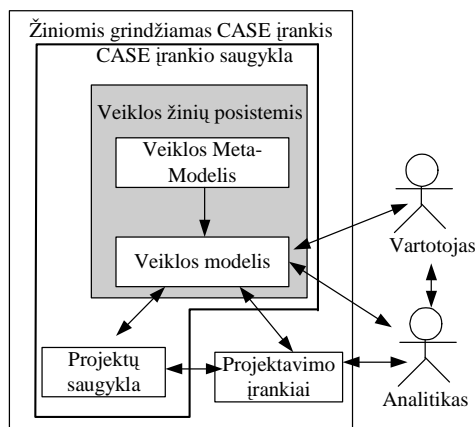 Žiniomis grindžiamas CASE įrankis
CASE įrankio saugykla
Veiklos žinių posistemis
Veiklos Meta-
Modelis
Veiklos modelis
Vartotojas
Projektų
saugykla
Projektavimo
įrankiai
Analitikas